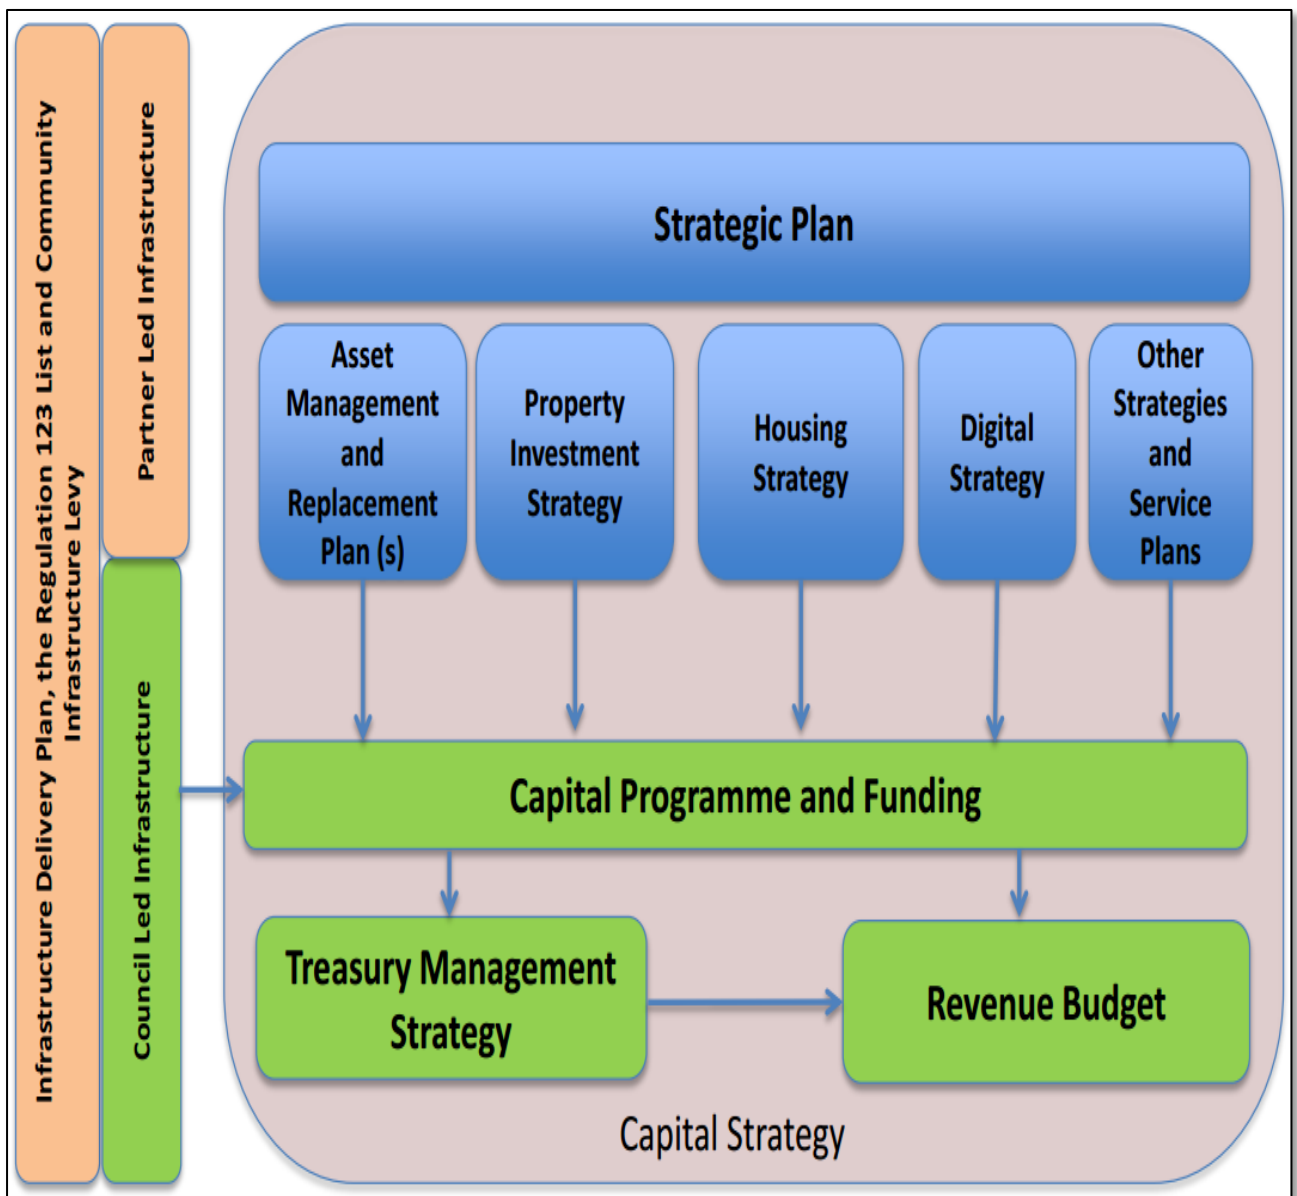 Infrastructure Delivery Plan, the Regulation 123 List and Community
Infrastructure Levy
Partner Led Infrastructure
Council Led Infrastructure
Strategic Plan
Asset
Management
and
Replacement
Plan (s)
Property
Investment
Strategy
Housing
Strategy
Digital
Strategy
Other
Strategies
and
Service
Plans
Capital Programme and Funding
Treasury Management
Strategy
Revenue Budget
Capital Strategy